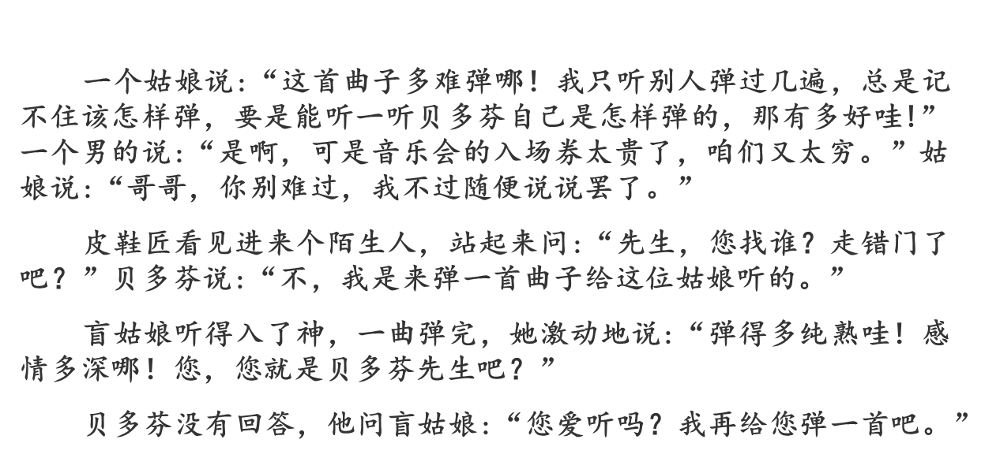 一个姑娘说:“这首曲子多难弹哪！我只听别人弹过几遍，总是记
不住该怎样弹，要是能听一听贝多芬自己是怎样弹的，那有多好哇!”
一个男的说:“是啊，可是音乐会的入场券太贵了，咱们又太穷。”姑
娘说:“哥哥，你别难过，我不过随便说说罢了。”
皮鞋匠看见进来个陌生人，站起来问:“先生，您找谁？走错门了
吧？”贝多芬说:“不，我是来弹一首曲子给这位姑娘听的。”
盲姑娘听得入了神，一曲弹完，她激动地说:“弹得多纯熟哇！感
情多深哪！您，您就是贝多芬先生吧？”
贝多芬没有回答，他问盲姑娘:“您爱听吗？我再给您弹一首吧。”